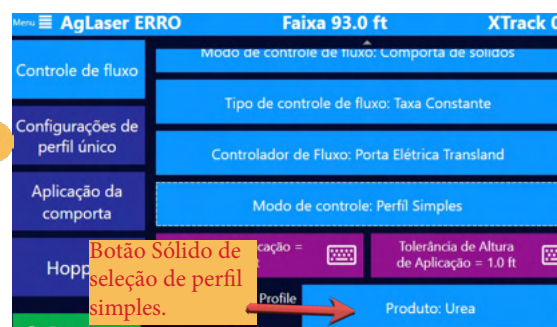 Menu ≡ AgLaser ERRO Faixa 93.0 ft XTrack 0
Controle de fluxo
Modo de controle de fluxo: Comporta de sólidos
Tipo de controle de fluxo: Taxa Constante
Configurações de
perfil único
Controlador de Fluxo: Porta Elétrica Transland
Aplicação da
comporta
Modo de controle: Perfil Simples
Hopp
cação =
Tolerância de Altura
de Aplicação = 1.0 ft
Botão Sólido de
seleção de perfil
simples.
Profile
Produto: Urea